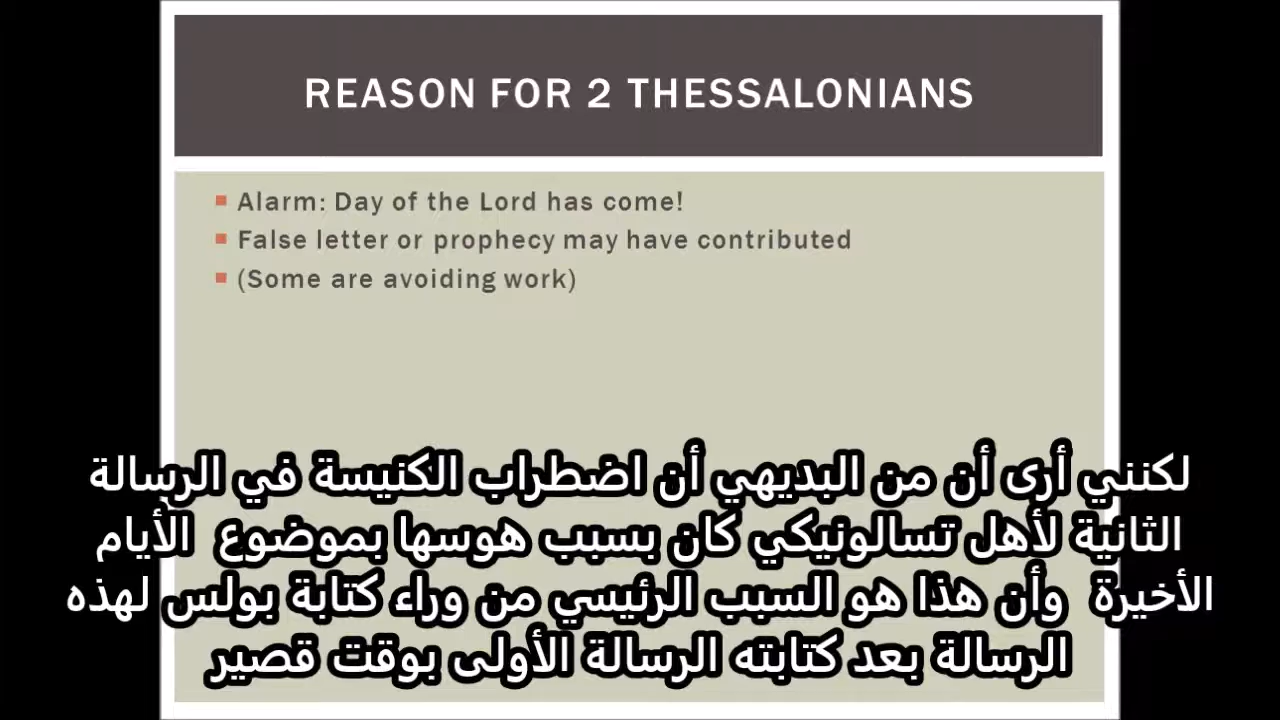 REASON FOR 2 THESSALONIANS
Alarm: Day of the Lord has come!
False letter or prophecy may have contributed
(Some are avoiding work)
لكنني أرى أن من البديهي أن اضطراب الكنيسة في الرسالة
الثانية لأهل تسالونيكي كان بسبب هوسها بموضوع الأيام
الأخيرة وأن هذا هو السبب الرئيسي من وراء كتابة بولس لهذه
الرسالة بعد كتابته الرسالة الأولى بوقت قصير